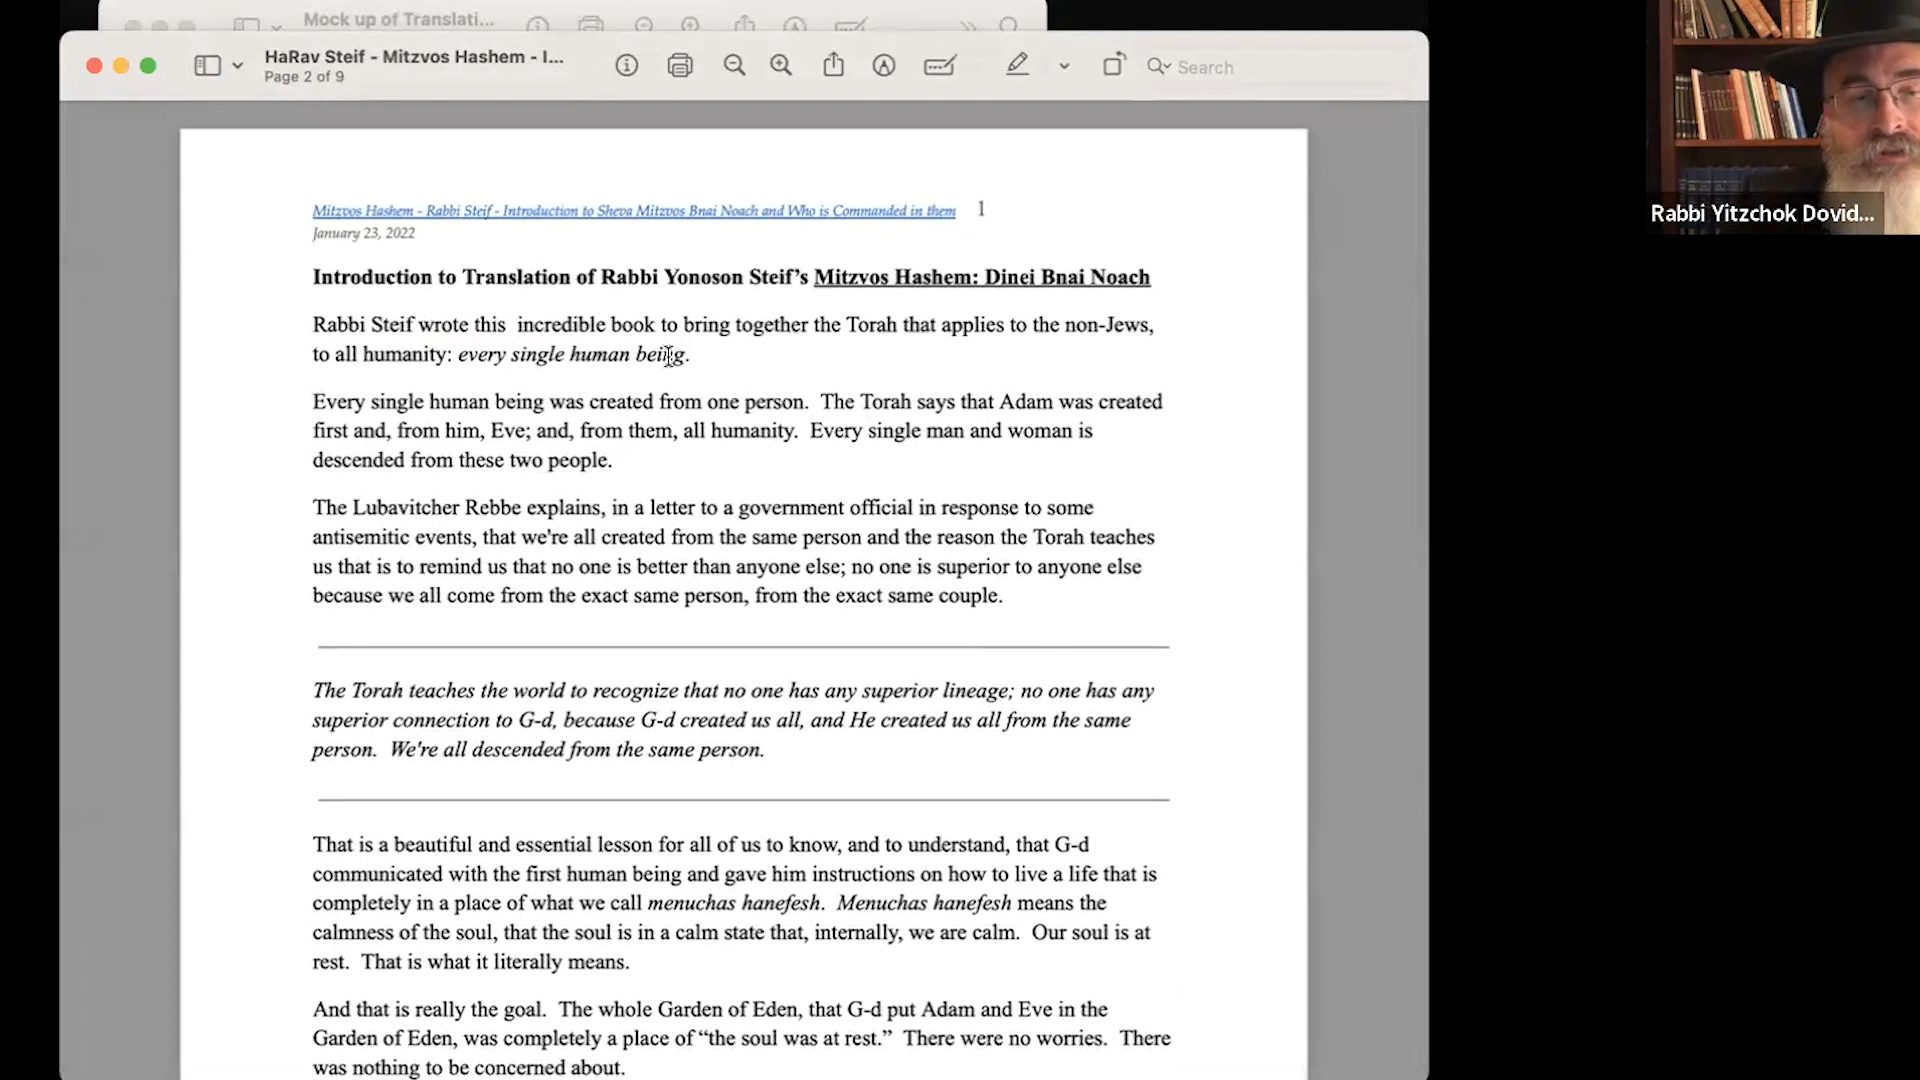 Mock up of Translati...
HaRav Steif - Mitzvos Hashem - I...
Page 2 of 9
Search
Rabbi Yitzchok Dovid...
Mitzvos Hashem - Rabbi Steif - Introduction to Sheva Mitzvos Bnai Noach and Who is Commanded in them 1
January 23, 2022
Introduction to Translation of Rabbi Yonoson Steif’s Mitzvos Hashem: Dinei Bnai Noach
Rabbi Steif wrote this  incredible book to bring together the Torah that applies to the non-Jews,
to all humanity: every single human being.
Every single human being was created from one person.  The Torah says that Adam was created
first and, from him, Eve; and, from them, all humanity.  Every single man and woman is
descended from these two people.
The Lubavitcher Rebbe explains, in a letter to a government official in response to some
antisemitic events, that we're all created from the same person and the reason the Torah teaches
us that is to remind us that no one is better than anyone else; no one is superior to anyone else
because we all come from the exact same person, from the exact same couple.
The Torah teaches the world to recognize that no one has any superior lineage; no one has any
superior connection to G-d, because G-d created us all, and He created us all from the same
person.  We're all descended from the same person.
That is a beautiful and essential lesson for all of us to know, and to understand, that G-d
communicated with the first human being and gave him instructions on how to live a life that is
completely in a place of what we call menuchas hanefesh.  Menuchas hanefesh means the
calmness of the soul, that the soul is in a calm state that, internally, we are calm.  Our soul is at
rest.  That is what it literally means.
And that is really the goal.  The whole Garden of Eden, that G-d put Adam and Eve in the
Garden of Eden, was completely a place of “the soul was at rest.”  There were no worries.  There
was nothing to be concerned about.